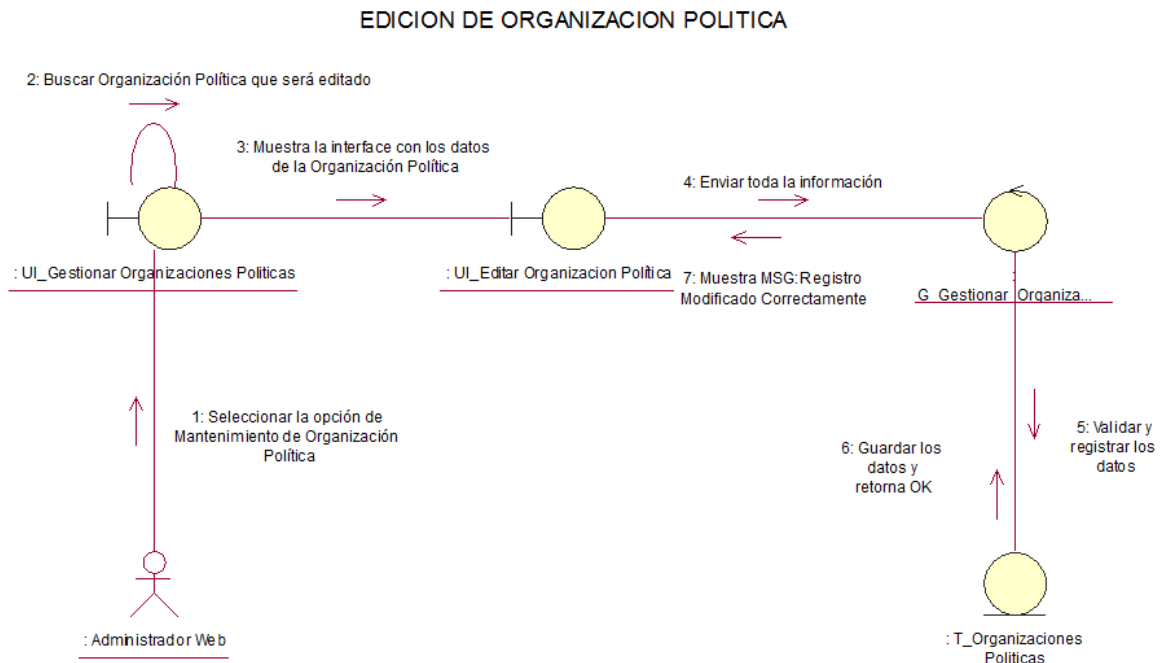 EDICION DE ORGANIZACION POLITICA
2: Buscar Organización Política que será editado
3: Muestra la interface con los datos
de la Organización Política
4: Enviar toda la información
: UI_Gestionar Organizaciones Politicas
: UI_Editar Organizacion Política
7: Muestra MSG:Registro
Modificado Correctamente
:
G_Gestionar_Organiza...
1: Seleccionar la opción de
Mantenimiento de Organización
Política
6: Guardar los
datos y
retorna OK
5: Validar y
registrar los
datos
: Administrador Web
: T_Organizaciones
Politicas